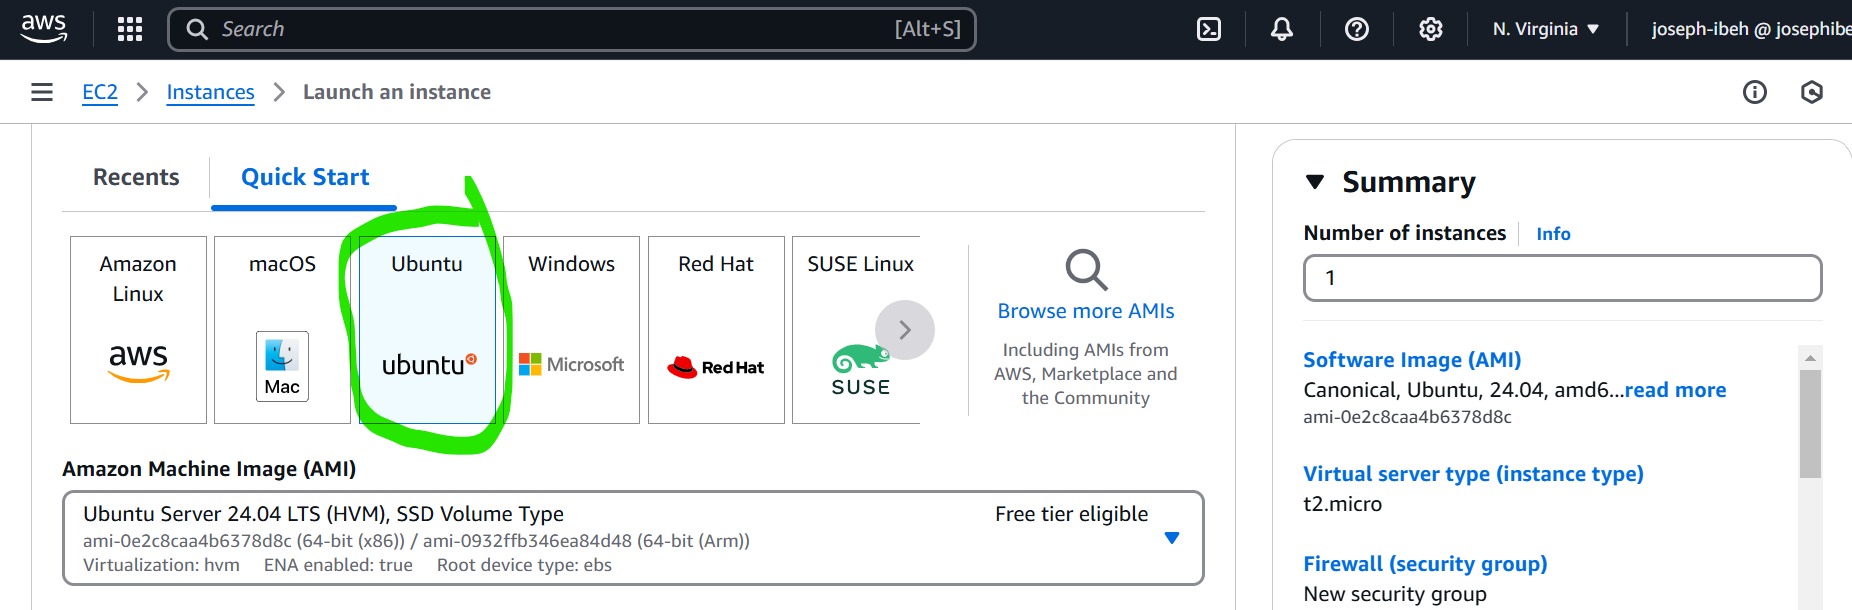 aws
Search [Alt+S]
N. Virginia
joseph-ibeh @ josephibe
EC2 Instances Launch an instance
Recents Quick Start
Amazon Linux
aws
macOS
Mac
Ubuntu
ubuntu
Windows
Microsoft
Red Hat
Red Hat
SUSE Linux
SUSE
Browse more AMIs
Including AMIs from
AWS, Marketplace and
the Community
Amazon Machine Image (AMI)
Ubuntu Server 24.04 LTS (HVM), SSD Volume Type
Free tier eligible
ami-0e2c8caa4b6378d8c (64-bit (x86)) / ami-0932ffb346ea84d48 (64-bit (Arm))
Virtualization: hvm ENA enabled: true Root device type: ebs
Summary
Number of instances Info
1
Software Image (AMI)
Canonical, Ubuntu, 24.04, amd6...read more
ami-0e2c8caa4b6378d8c
Virtual server type (instance type)
t2.micro
Firewall (security group)
New security group